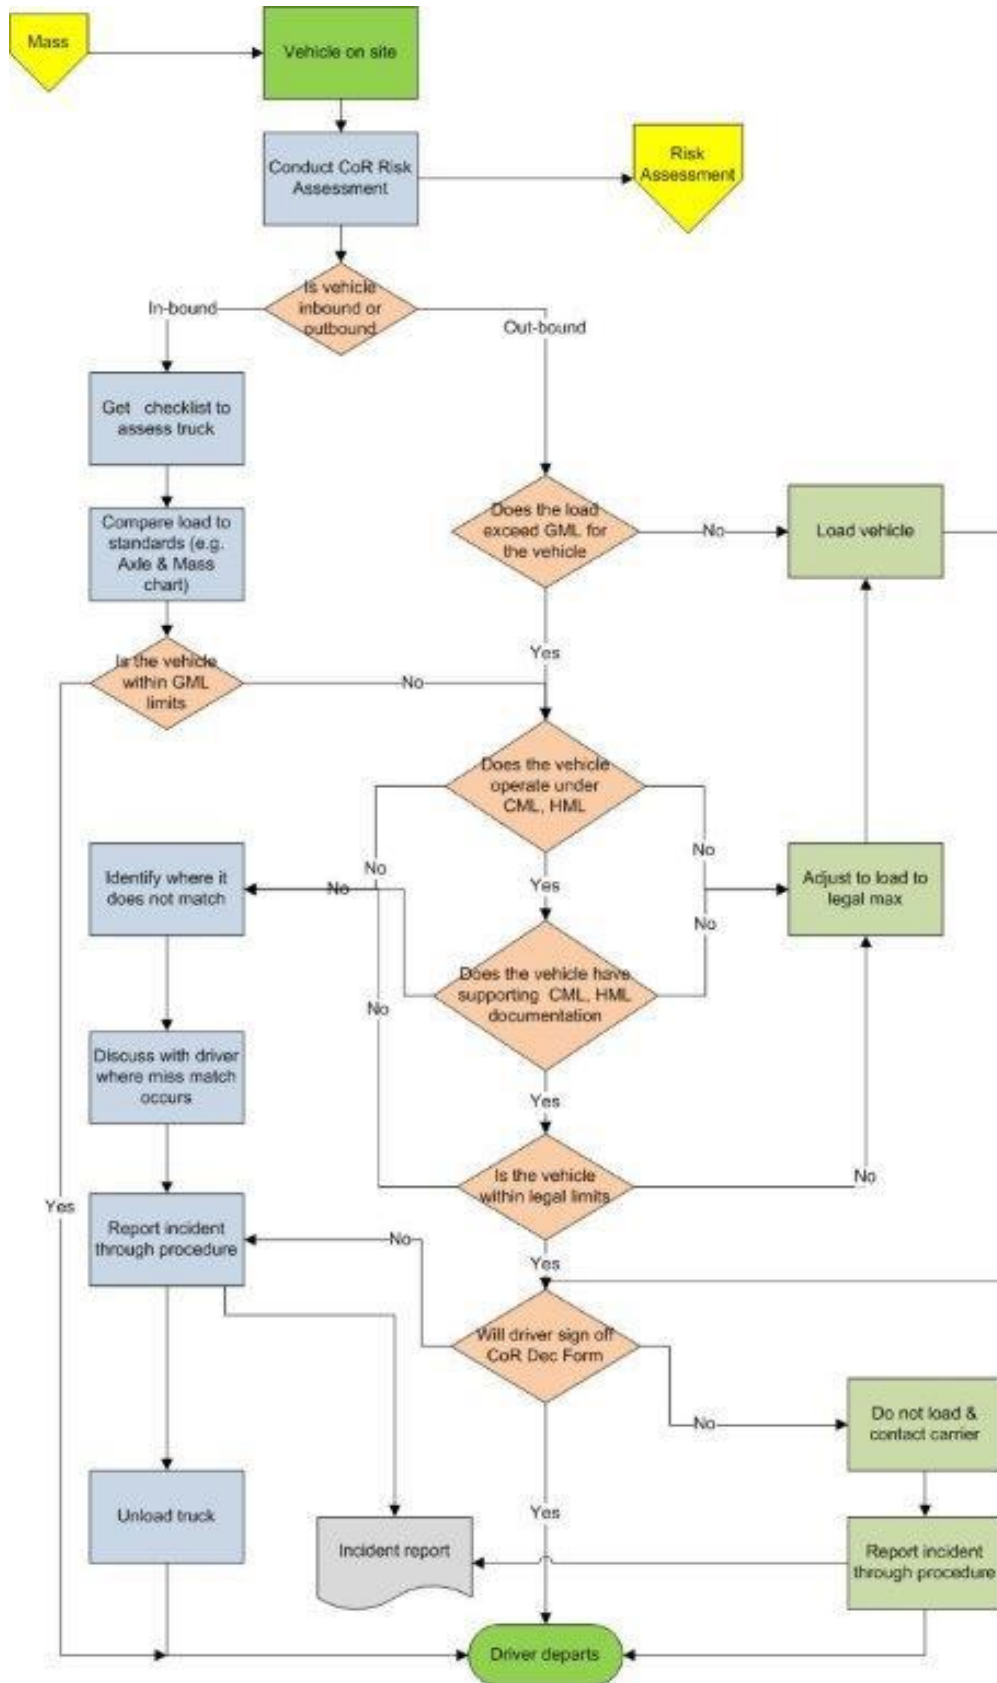 Mass
Vehicle on site
Conduct CoR Risk
Assessment
Risk
Assessment
Is vehicle
inbound or
outbound
In-bound
Out-bound
Get checklist to
assess truck
Compare load to
standards (e.g.
Axle & Mass
chart)
Does the load
exceed GML for
the vehicle
No
Load vehicle
Yes
Is the vehicle
within GML
limits
No
Does the vehicle
operate under
CML, HML
No
No
Yes
Identify where it
does not match
No
Adjust to load to
legal max
No
Does the vehicle have
supporting CML, HML
documentation
No
Discuss with driver
where miss match
occurs
Yes
Is the vehicle
within legal limits
No
Yes
Report incident
through procedure
No
Yes
Will driver sign off
CoR Dec Form
No
Do not load &
contact carrier
Unload truck
Yes
Incident report
Report incident
through procedure
Driver departs